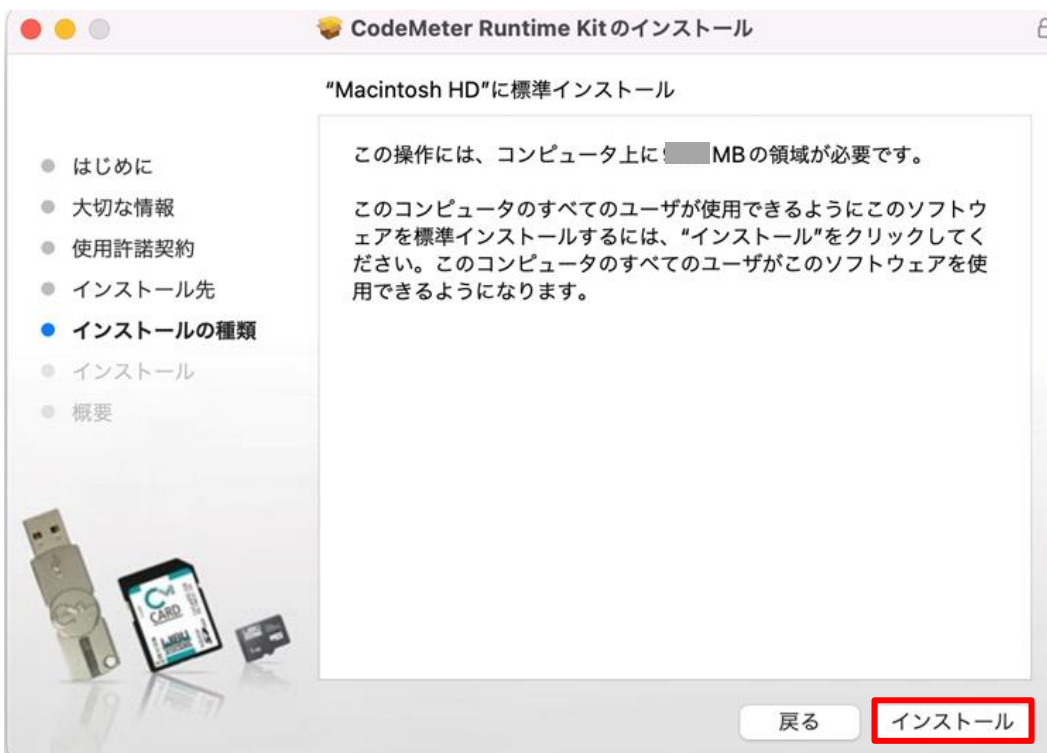 CodeMeter Runtime Kitのインストール
“Macintosh HD”に標準インストール
はじめに
大切な情報
使用許諾契約
インストール先
インストールの種類
インストール
概要
この操作には、コンピュータ上に MBの領域が必要です。
このコンピュータのすべてのユーザが使用できるようにこのソフトウ
ェアを標準インストールするには、“インストール”をクリックしてく
ださい。このコンピュータのすべてのユーザがこのソフトウェアを使
用できるようになります。
CARD
WIBU
SYSTEMS
戻る
インストール